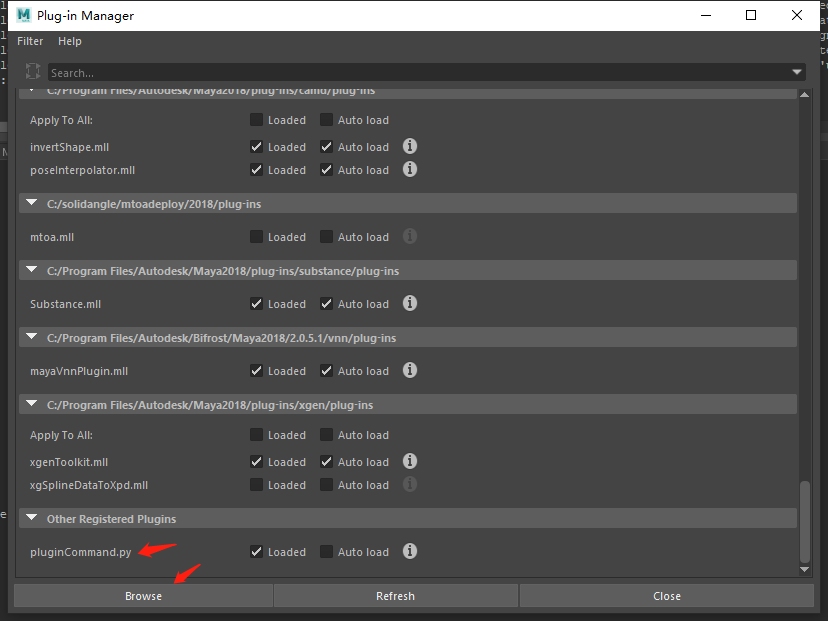 Plug-in Manager
Filter Help
Search...
C:/Program Files/Autodesk/Maya2018/plug-ins/camd/plug-ins
Apply To All: Loaded Auto load
invertShape.mll Loaded Auto load
poseInterpolator.mll Loaded Auto load
C:/solidangle/mtoadeploy/2018/plug-ins
mtoa.mll Loaded Auto load
C:/Program Files/Autodesk/Maya2018/plug-ins/substance/plug-ins
Substance.mll Loaded Auto load
C:/Program Files/Autodesk/Bifrost/Maya2018/2.0.5.1/vnn/plug-ins
mayaVnnPlugin.mll Loaded Auto load
C:/Program Files/Autodesk/Maya2018/plug-ins/xgen/plug-ins
Apply To All: Loaded Auto load
xgenToolkit.mll Loaded Auto load
xgSplineDataToXpd.mll Loaded Auto load
Other Registered Plugins
pluginCommand.py Loaded Auto load
Browse Refresh Close